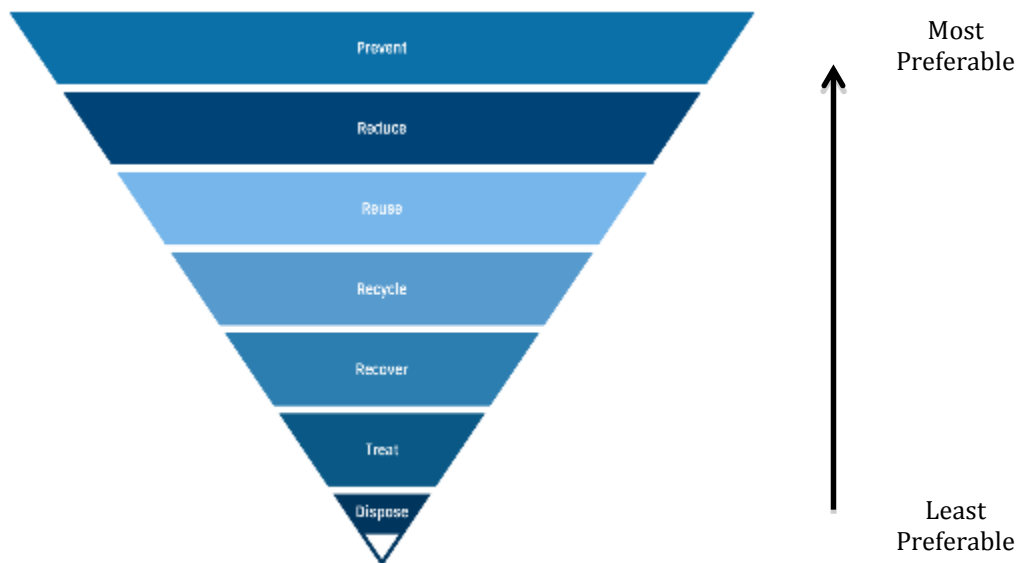 Prevent
Most
Preferable
Reduce
Reuse
Recycle
Recover
Treat
Dispose
Least
Preferable